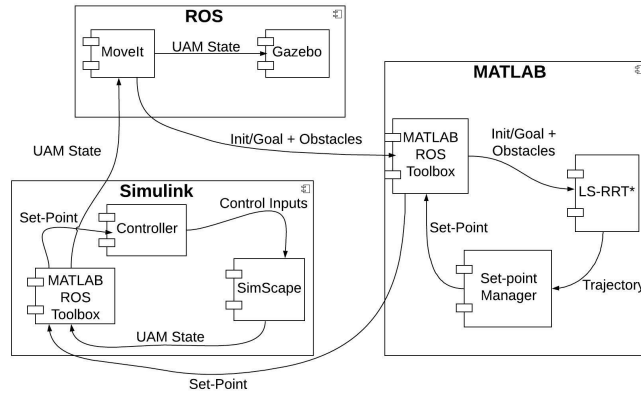 ROS
MoveIt
UAM State
Gazebo
MATLAB
MATLAB
ROS
Toolbox
Init/Goal +
Obstacles
LS-RRT*
Init/Goal + Obstacles
UAM State
Simulink
Set-Point
Controller
Control Inputs
Set-Point
Set-point
Manager
Trajectory
MATLAB
ROS
Toolbox
SimScape
UAM State
Set-Point